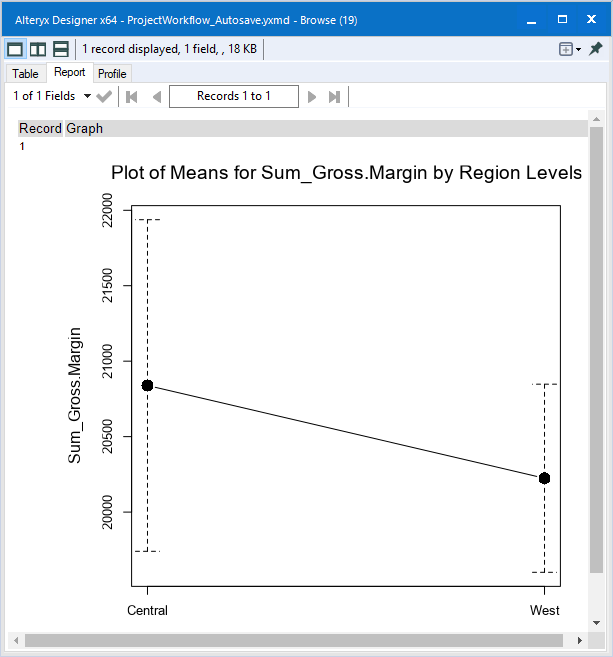 Alteryx Designer x64 - ProjectWorkflow_Autosave.yxmd - Browse (19)
1 record displayed, 1 field, , 18 KB
Table Report Profile
1 of 1 Fields Records 1 to 1
Record Graph
1
Plot of Means for Sum_Gross.Margin by Region Levels
22000
21500
21000
20500
20000
Sum_Gross.Margin
Central West